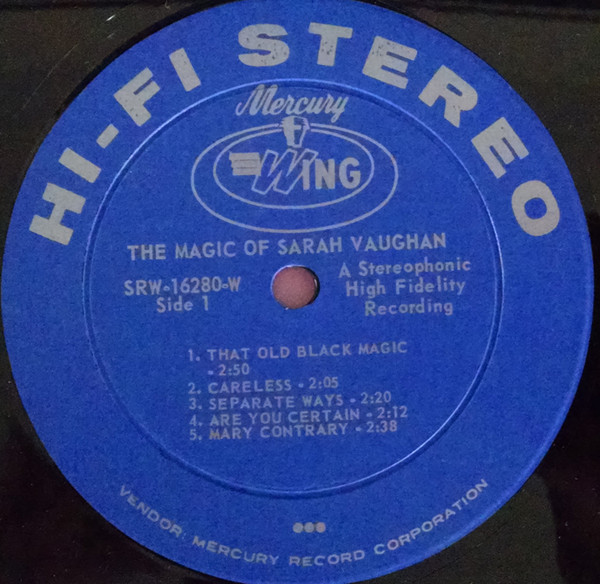 HI-FI STEREO
Mercury
WING
THE MAGIC OF SARAH VAUGHAN
SRW-16280-W
Side 1
A Stereophonic
High Fidelity
Recording
1. THAT OLD BLACK MAGIC
- 2:50
2. CARELESS - 2:05
3. SEPARATE WAYS - 2:20
4. ARE YOU CERTAIN - 2:12
5. MARY CONTRARY - 2:38
VENDOR: MERCURY RECORD CORPORATION